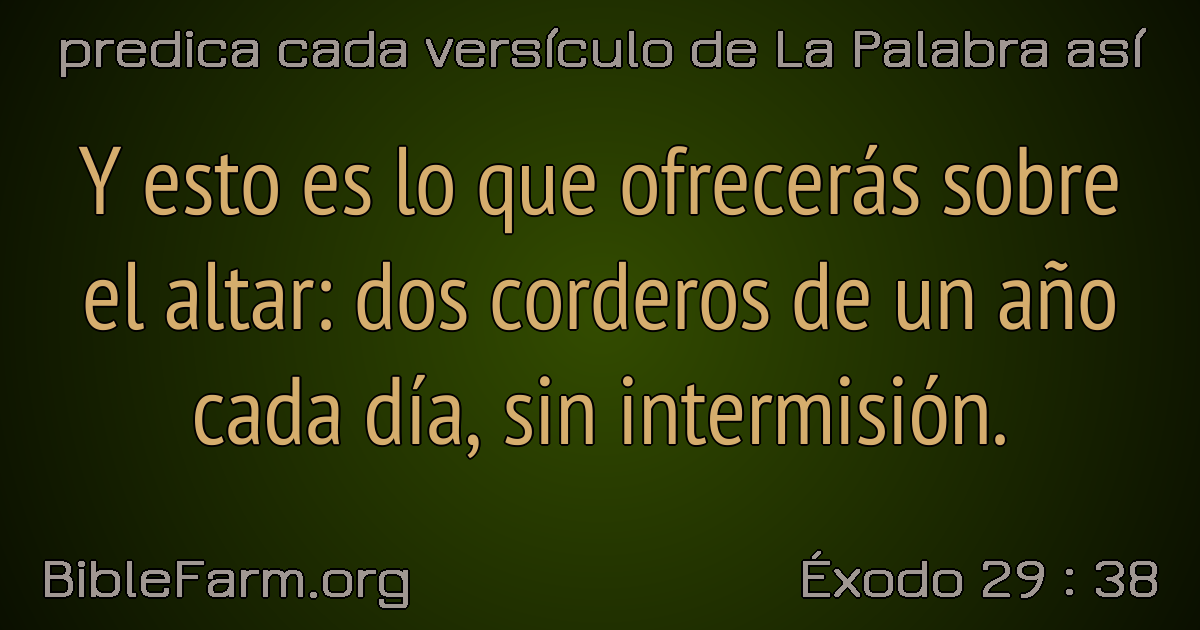 predica cada versículo de La Palabra así
Y esto es lo que ofrecerás sobre
el altar: dos corderos de un año
cada día, sin intermisión.
BibleFarm.org
Éxodo 29 : 38